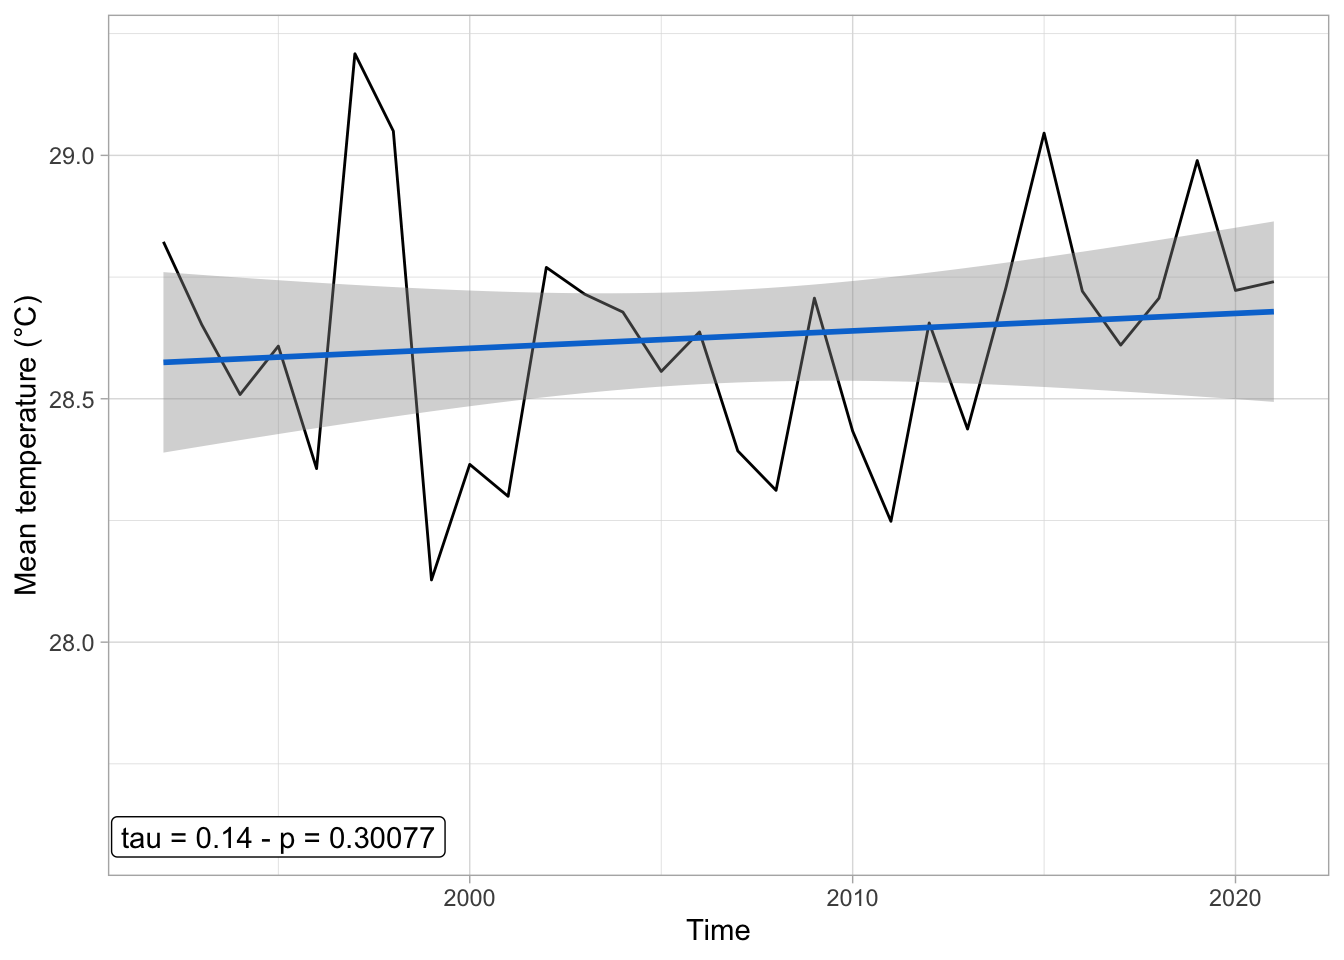 Mean temperature (°C)
29.0
28.5
28.0
tau = 0.14 - p = 0.30077
2000
2010
2020
Time